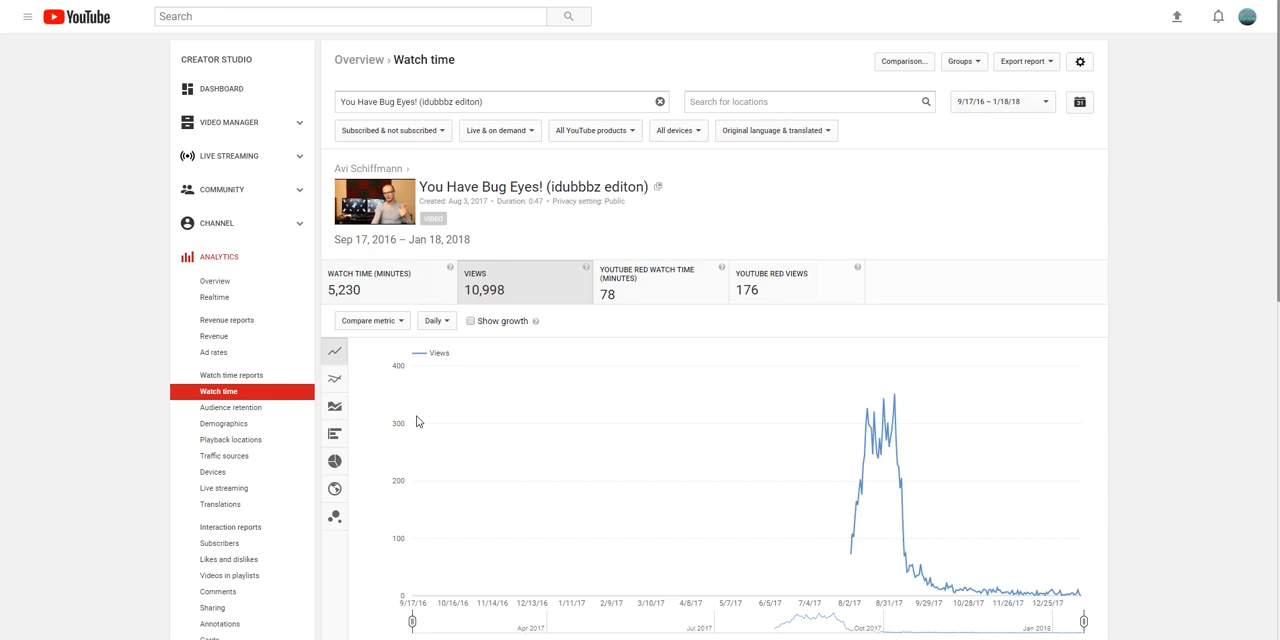 YouTube
Search
CREATOR STUDIO
DASHBOARD
VIDEO MANAGER
LIVE STREAMING
COMMUNITY
CHANNEL
ANALYTICS
Overview
Realtime
Revenue reports
Revenue
Ad rates
Watch time reports
Watch time
Audience retention
Demographics
Playback locations
Traffic sources
Devices
Live streaming
Translations
Interaction reports
Subscribers
Likes and dislikes
Videos in playlists
Comments
Sharing
Annotations
Cards
Overview › Watch time
Comparison... Groups Export report
You Have Bug Eyes! (idubbbz editon) Search for locations 9/17/16 – 1/18/18 31
Subscribed & not subscribed Live & on demand All YouTube products All devices Original language & translated
Avi Schiffmann ›
You Have Bug Eyes! (idubbbz editon)
Created: Aug 3, 2017 • Duration: 0:47 • Privacy setting: Public
VIDEO
Sep 17, 2016 – Jan 18, 2018
WATCH TIME (MINUTES) ?
5,230
VIEWS ?
10,998
YOUTUBE RED WATCH TIME ?
(MINUTES)
78
YOUTUBE RED VIEWS ?
176
Compare metric Daily Show growth ?
Views
400
300
200
100
0
9/17/16 10/16/16 11/14/16 12/13/16 1/11/17 2/9/17 3/10/17 4/8/17 5/7/17 6/5/17 7/4/17 8/2/17 8/31/17 9/29/17 10/28/17 11/26/17 12/25/17
Apr 2017 Jul 2017 Oct 2017 Jan 2018